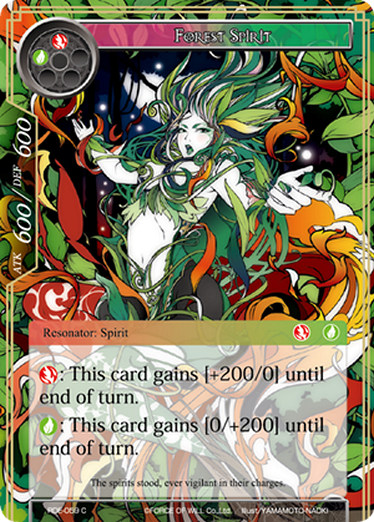 Forest Spirit
ATK 600 / DEF 600
Resonator: Spirit
: This card gains [+200/0] until
end of turn.
: This card gains [0/+200] until
end of turn.
The spirits stood, ever vigilant in their charges.
RDE-059 C ©FORCE OF WILL Co.,Ltd. Illust/YAMAMOTO-NAOKI